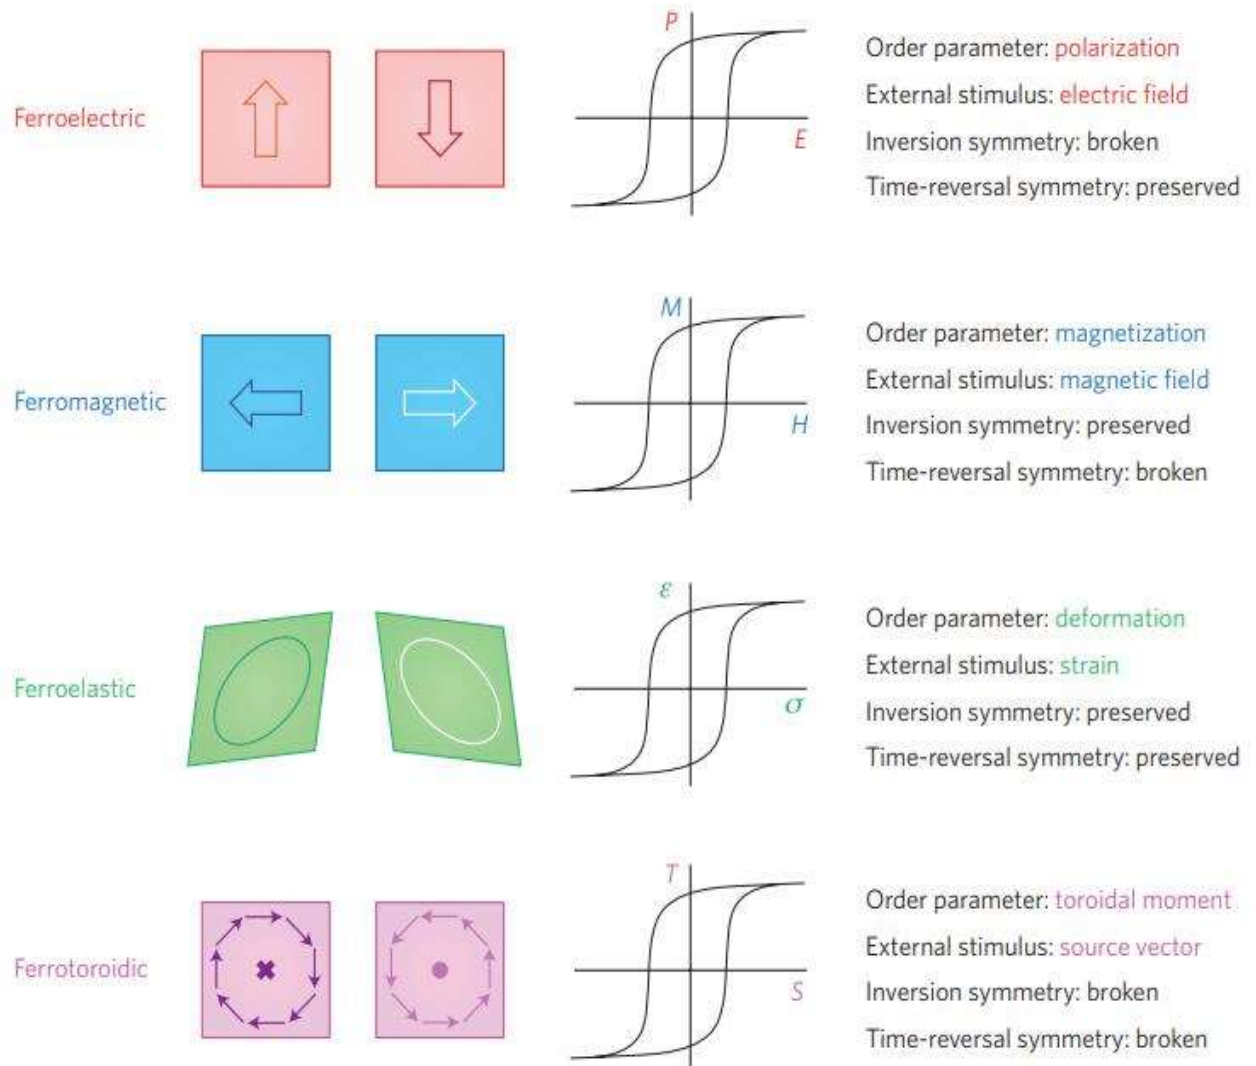 Ferroelectric
P
E
Order parameter: polarization
External stimulus: electric field
Inversion symmetry: broken
Time-reversal symmetry: preserved
Ferromagnetic
M
H
Order parameter: magnetization
External stimulus: magnetic field
Inversion symmetry: preserved
Time-reversal symmetry: broken
Ferroelastic
ε
σ
Order parameter: deformation
External stimulus: strain
Inversion symmetry: preserved
Time-reversal symmetry: preserved
Ferrotoroidic
T
S
Order parameter: toroidal moment
External stimulus: source vector
Inversion symmetry: broken
Time-reversal symmetry: broken